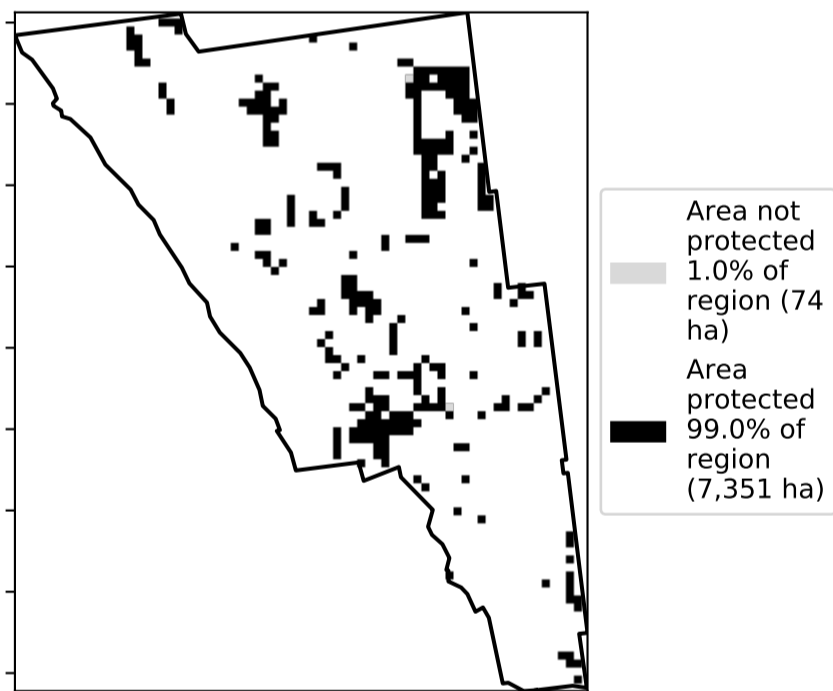 Area not
protected
1.0% of
region (74
ha)
Area
protected
99.0% of
region
(7,351 ha)